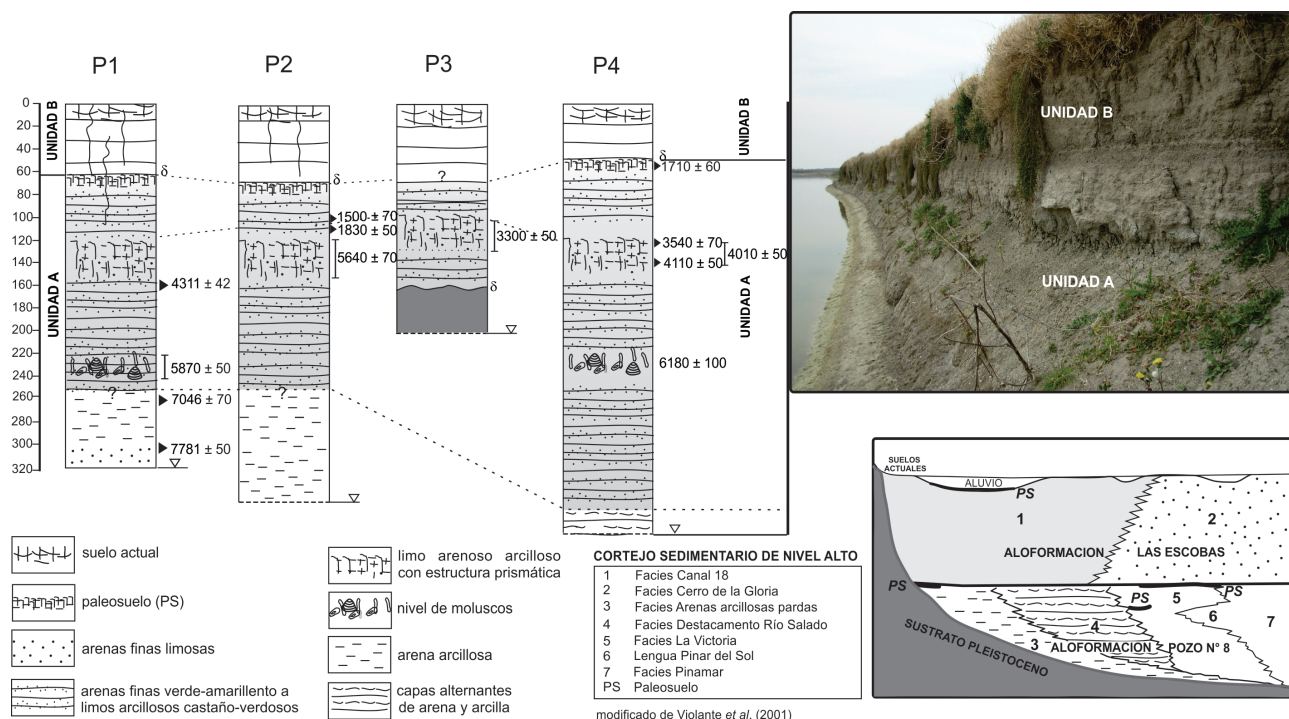 P1
P2
P3
P4
UNIDAD B
UNIDAD A
0
20
40
60
80
100
120
140
160
180
200
220
240
260
280
300
320
δ
4311 ± 42
5870 ± 50
?
7046 ± 70
7781 ± 50
δ
1500 ± 70
1830 ± 50
5640 ± 70
?
?
3300 ± 50
δ
δ
1710 ± 60
3540 ± 70
4010 ± 50
4110 ± 50
6180 ± 100
UNIDAD B
UNIDAD A
UNIDAD B
UNIDAD A
suelo actual
paleosuelo (PS)
arenas finas limosas
arenas finas verde-amarillento a
limos arcillosos castaño-verdosos
limo arenoso arcilloso
con estructura prismática
nivel de moluscos
arena arcillosa
capas alternantes
de arena y arcilla
CORTEJO SEDIMENTARIO DE NIVEL ALTO
1 Facies Canal 18
2 Facies Cerro de la Gloria
3 Facies Arenas arcillosas pardas
4 Facies Destacamento Río Salado
5 Facies La Victoria
6 Lengua Pinar del Sol
7 Facies Pinamar
PS Paleosuelo
modificado de Violante et al. (2001)
SUELOS
ACTUALES
ALUVIO
PS
1
2
ALOFORMACION LAS ESCOBAS
PS
5
PS
PS
6
7
4
3
ALOFORMACION POZO Nº 8
SUSTRATO PLEISTOCENO